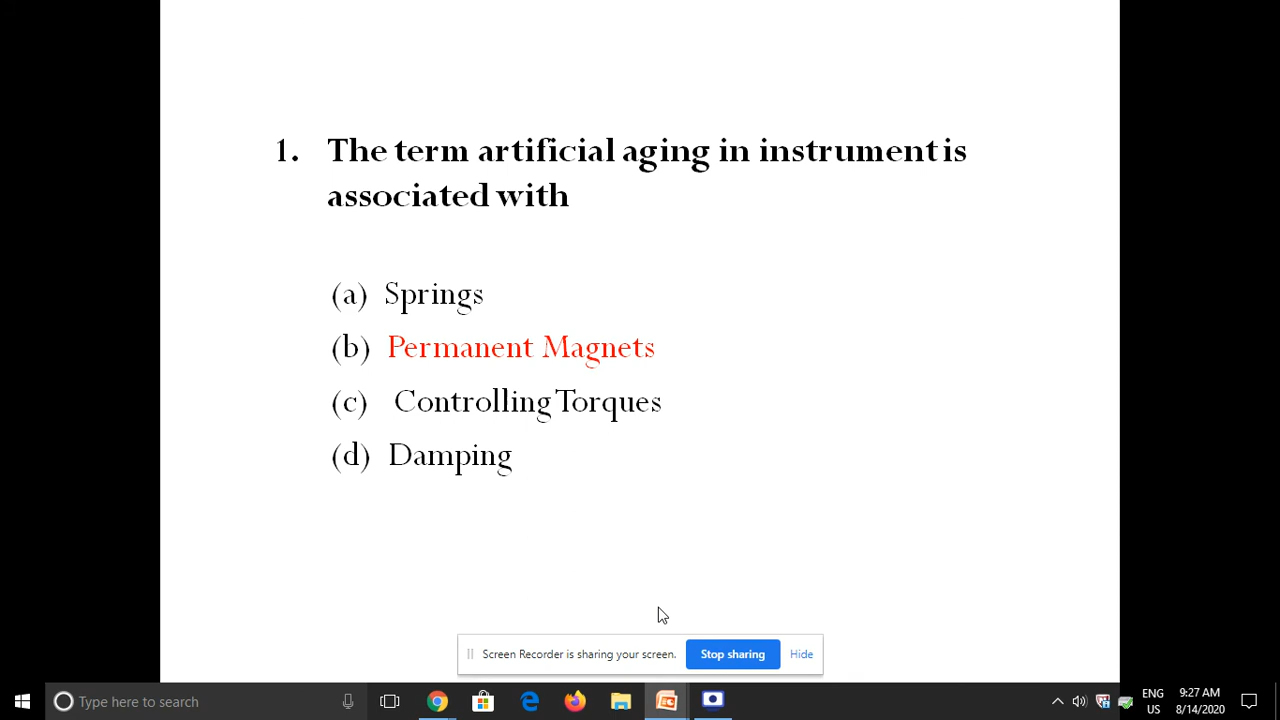 1. The term artificial aging in instrument is
associated with
(a) Springs
(b) Permanent Magnets
(c) Controlling Torques
(d) Damping
Screen Recorder is sharing your screen. Stop sharing Hide
Type here to search
ENG 9:27 AM
US 8/14/2020